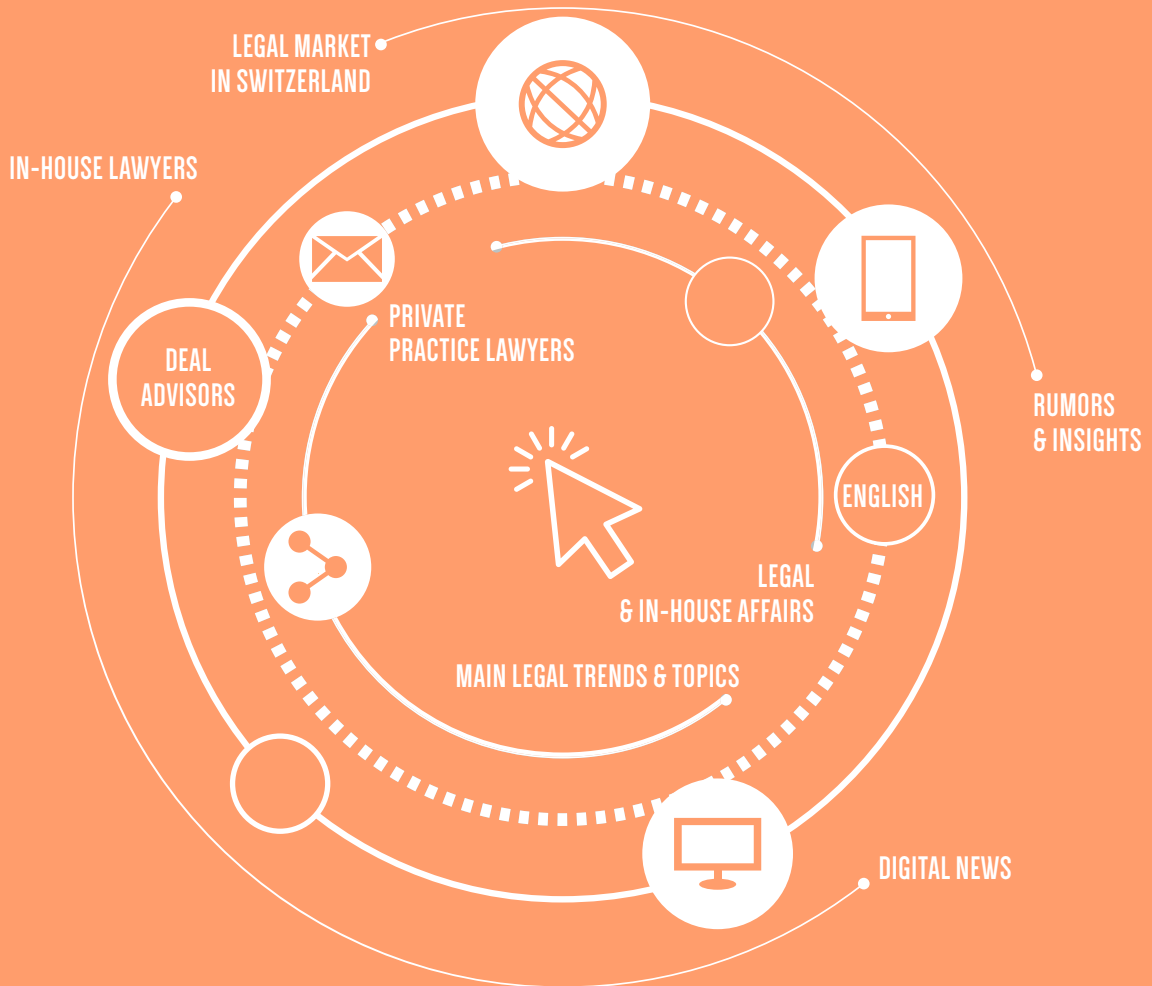 LEGAL MARKET
IN SWITZERLAND
IN-HOUSE LAWYERS
PRIVATE
PRACTICE LAWYERS
DEAL
ADVISORS
RUMORS
& INSIGHTS
ENGLISH
LEGAL
& IN-HOUSE AFFAIRS
MAIN LEGAL TRENDS & TOPICS
DIGITAL NEWS